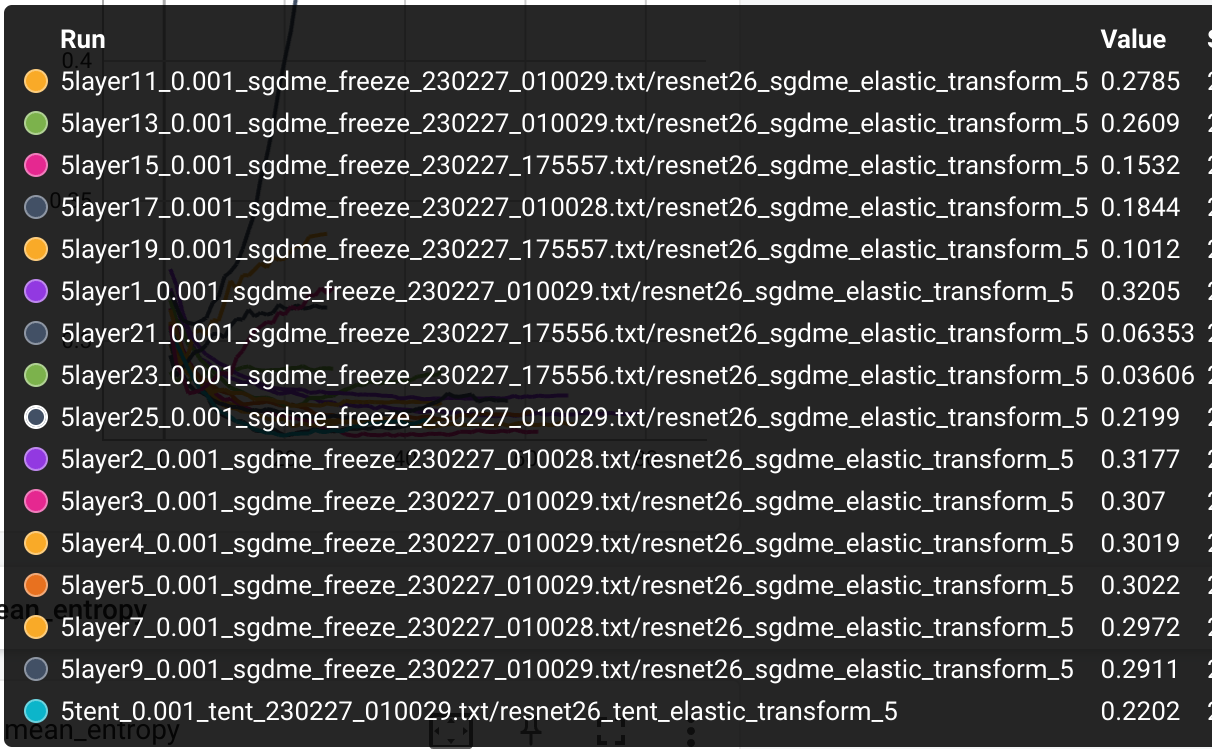 Run Value
5layer11_0.001_sgdme_freeze_230227_010029.txt/resnet26_sgdme_elastic_transform_5 0.2785
5layer13_0.001_sgdme_freeze_230227_010029.txt/resnet26_sgdme_elastic_transform_5 0.2609
5layer15_0.001_sgdme_freeze_230227_175557.txt/resnet26_sgdme_elastic_transform_5 0.1532
5layer17_0.001_sgdme_freeze_230227_010028.txt/resnet26_sgdme_elastic_transform_5 0.1844
5layer19_0.001_sgdme_freeze_230227_175557.txt/resnet26_sgdme_elastic_transform_5 0.1012
5layer1_0.001_sgdme_freeze_230227_010029.txt/resnet26_sgdme_elastic_transform_5 0.3205
5layer21_0.001_sgdme_freeze_230227_175556.txt/resnet26_sgdme_elastic_transform_5 0.06353
5layer23_0.001_sgdme_freeze_230227_175556.txt/resnet26_sgdme_elastic_transform_5 0.03606
5layer25_0.001_sgdme_freeze_230227_010029.txt/resnet26_sgdme_elastic_transform_5 0.2199
5layer2_0.001_sgdme_freeze_230227_010028.txt/resnet26_sgdme_elastic_transform_5 0.3177
5layer3_0.001_sgdme_freeze_230227_010029.txt/resnet26_sgdme_elastic_transform_5 0.307
5layer4_0.001_sgdme_freeze_230227_010029.txt/resnet26_sgdme_elastic_transform_5 0.3019
5layer5_0.001_sgdme_freeze_230227_010029.txt/resnet26_sgdme_elastic_transform_5 0.3022
5layer7_0.001_sgdme_freeze_230227_010028.txt/resnet26_sgdme_elastic_transform_5 0.2972
5layer9_0.001_sgdme_freeze_230227_010029.txt/resnet26_sgdme_elastic_transform_5 0.2911
5tent_0.001_tent_230227_010029.txt/resnet26_tent_elastic_transform_5 0.2202
0.4
ean_entropy
mean_entropy